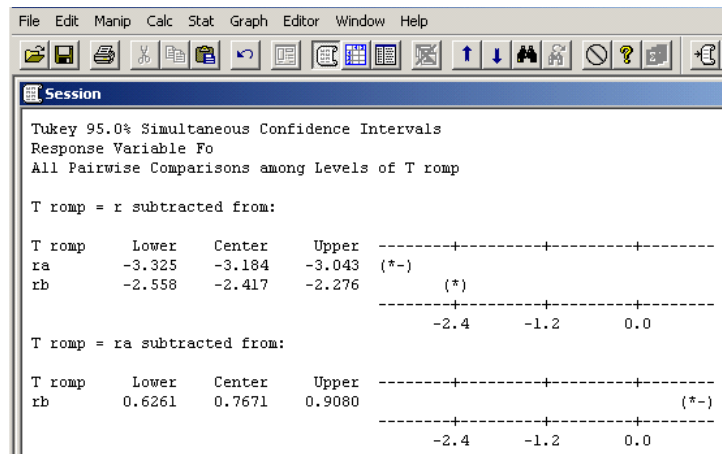 File Edit Manip Calc Stat Graph Editor Window Help
Session
Tukey 95.0% Simultaneous Confidence Intervals
Response Variable Fo
All Pairwise Comparisons among Levels of T romp
T romp = r subtracted from:
T romp Lower Center Upper --------+---------+---------+--------
ra -3.325 -3.184 -3.043 (*-)
rb -2.558 -2.417 -2.276 (*)
--------+---------+---------+--------
-2.4 -1.2 0.0
T romp = ra subtracted from:
T romp Lower Center Upper --------+---------+---------+--------
rb 0.6261 0.7671 0.9080 (*-)
--------+---------+---------+--------
-2.4 -1.2 0.0